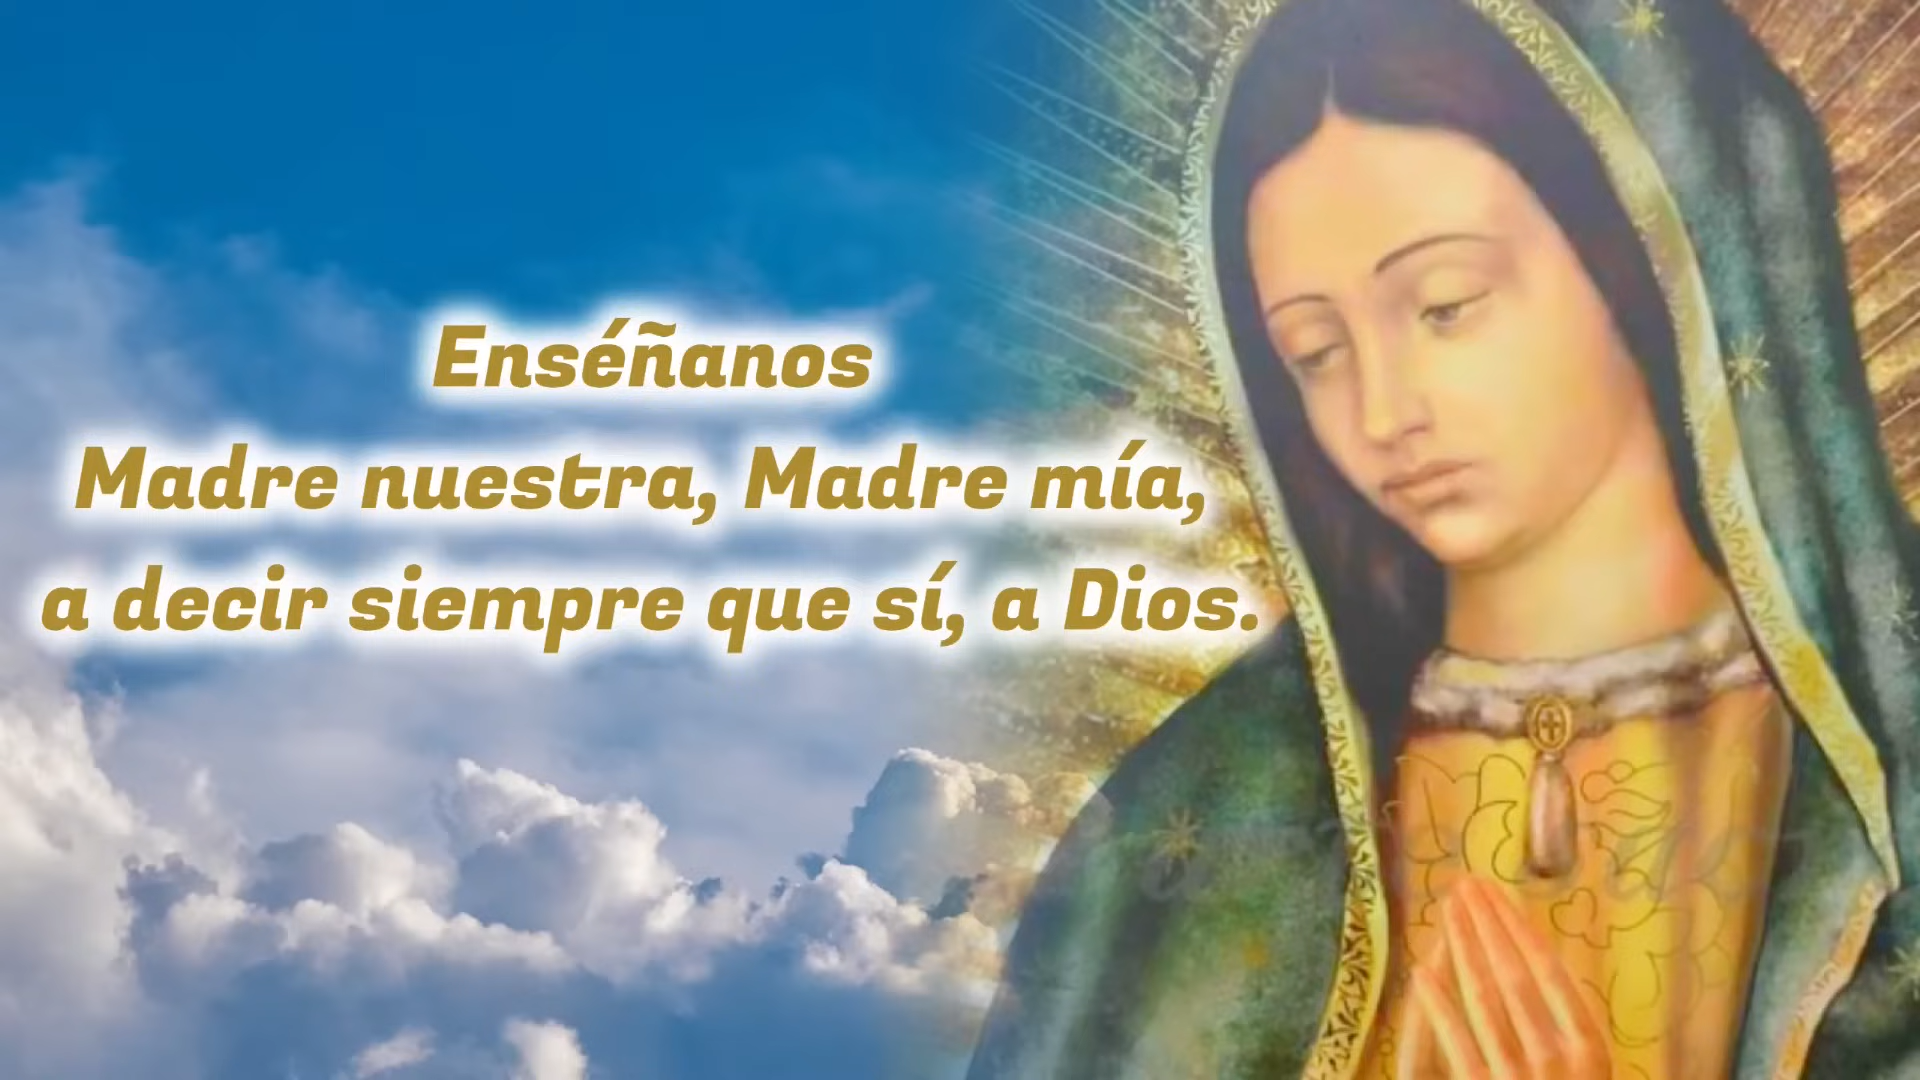 Enséñanos
Madre nuestra, Madre mía,
a decir siempre que sí, a Dios.